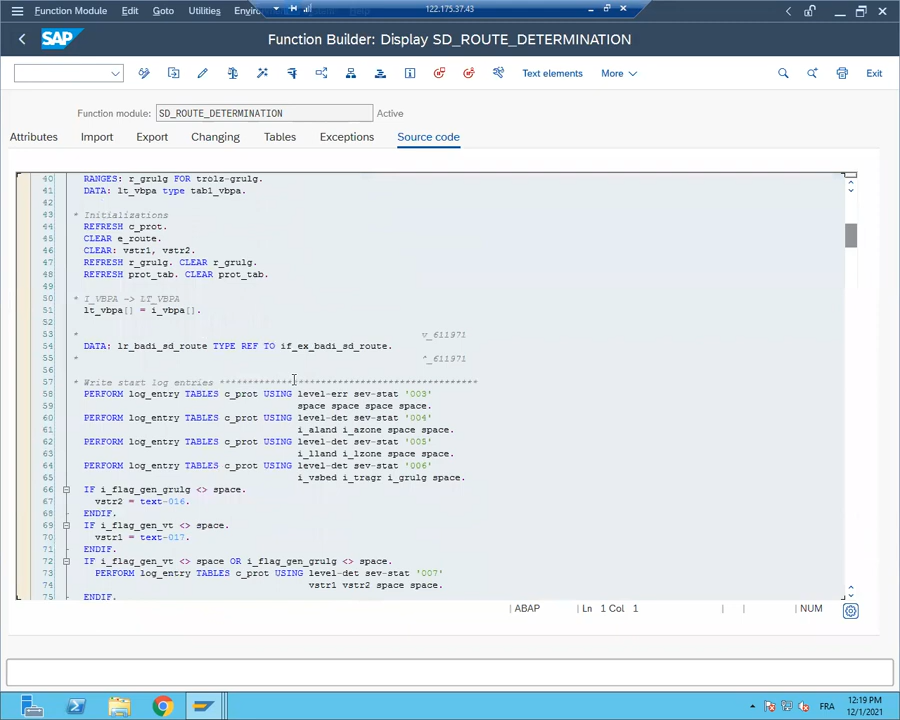 Function Module Edit Goto Utilities Enviro 122.175.37.43
SAP Function Builder: Display SD_ROUTE_DETERMINATION
Text elements More Exit
Function module: SD_ROUTE_DETERMINATION Active
Attributes Import Export Changing Tables Exceptions Source code
40 RANGES: r_grulg FOR trolz-grulg.
41 DATA: lt_vbpa type tab1_vbpa.
42
43 * Initializations
44 REFRESH c_prot.
45 CLEAR e_route.
46 CLEAR: vstr1, vstr2.
47 REFRESH r_grulg. CLEAR r_grulg.
48 REFRESH prot_tab. CLEAR prot_tab.
49
50 * I_VBPA -> LT_VBPA
51 lt_vbpa[] = i_vbpa[].
52
53 * v_611971
54 DATA: lr_badi_sd_route TYPE REF TO if_ex_badi_sd_route.
55 * ^_611971
56
57 * Write start log entries ***********************************************
58 PERFORM log_entry TABLES c_prot USING level-err sev-stat '003'
59 space space space space.
60 PERFORM log_entry TABLES c_prot USING level-det sev-stat '004'
61 i_aland i_azone space space.
62 PERFORM log_entry TABLES c_prot USING level-det sev-stat '005'
63 i_lland i_lzone space space.
64 PERFORM log_entry TABLES c_prot USING level-det sev-stat '006'
65 i_vsbed i_tragr i_grulg space.
66 IF i_flag_gen_grulg <> space.
67 vstr2 = text-016.
68 ENDIF.
69 IF i_flag_gen_vt <> space.
70 vstr1 = text-017.
71 ENDIF.
72 IF i_flag_gen_vt <> space OR i_flag_gen_grulg <> space.
73 PERFORM log_entry TABLES c_prot USING level-det sev-stat '007'
74 vstr1 vstr2 space space.
75 ENDIF.
ABAP Ln 1 Col 1 NUM
FRA 12:19 PM
12/1/2021